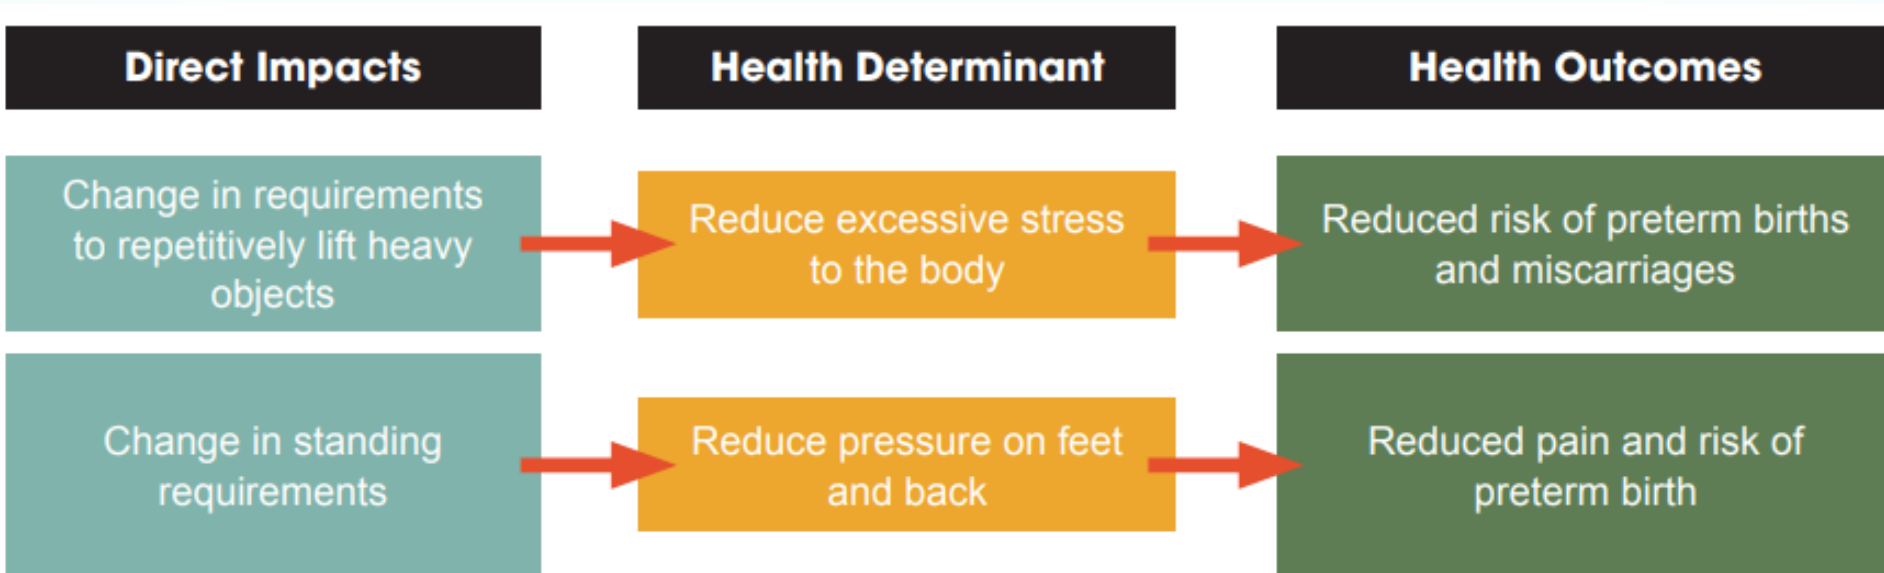 Direct Impacts
Health Determinant
Health Outcomes
Change in requirements
to repetitively lift heavy
objects
Reduce excessive stress
to the body
Reduced risk of preterm births
and miscarriages
Change in standing
requirements
Reduce pressure on feet
and back
Reduced pain and risk of
preterm birth